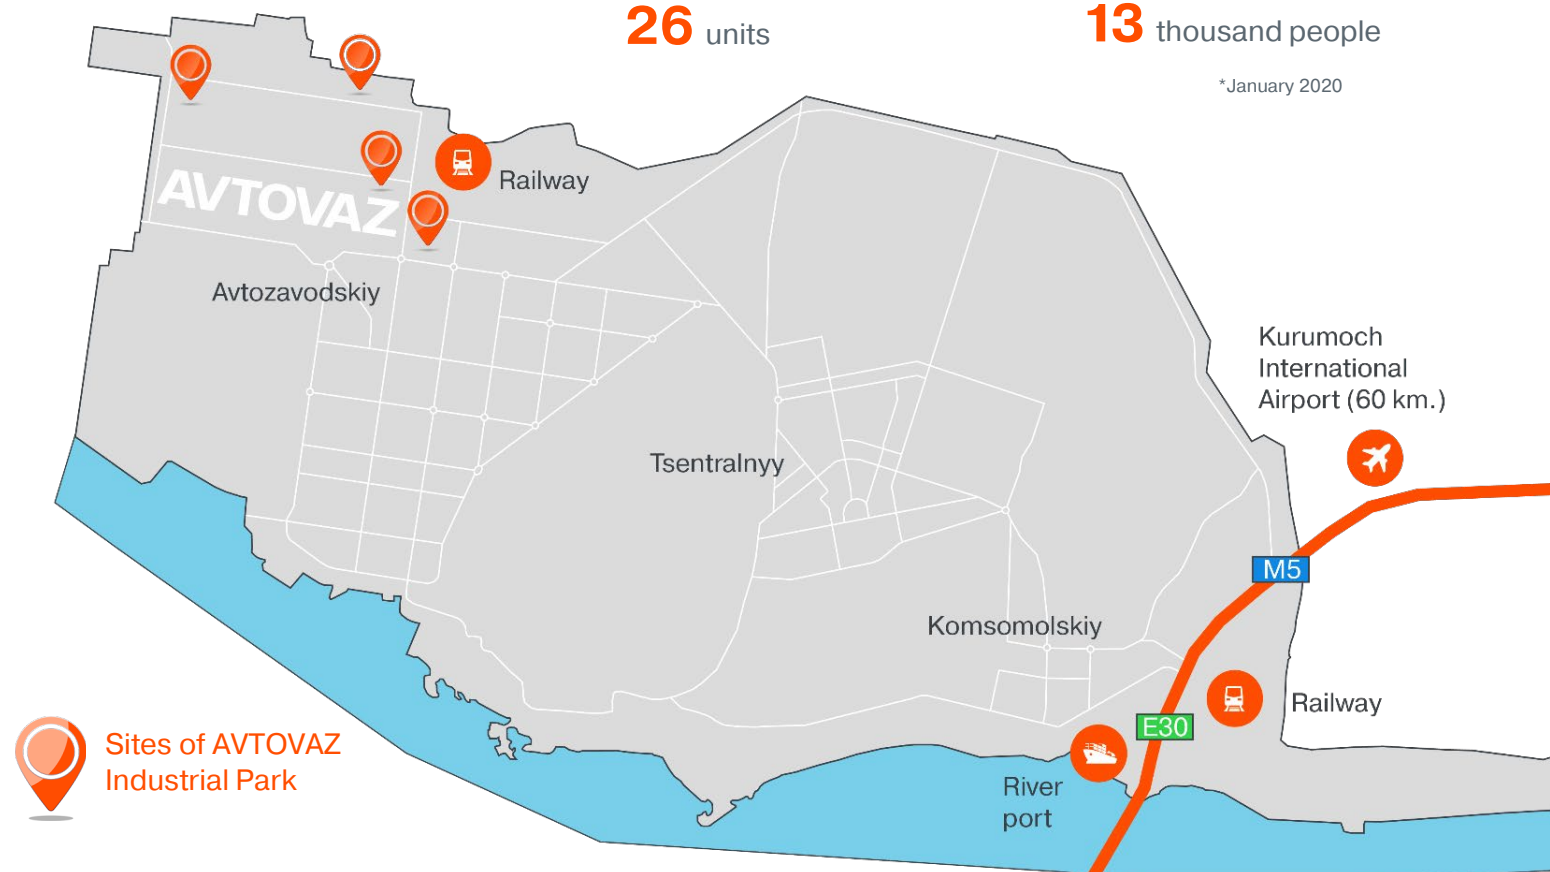 26 units
13 thousand people
*January 2020
Railway
AVTOVAZ
Avtozavodskiy
Kurumoch
International
Airport (60 km.)
Tsentralnyy
M5
Komsomolskiy
Railway
E30
Sites of AVTOVAZ
Industrial Park
River
port